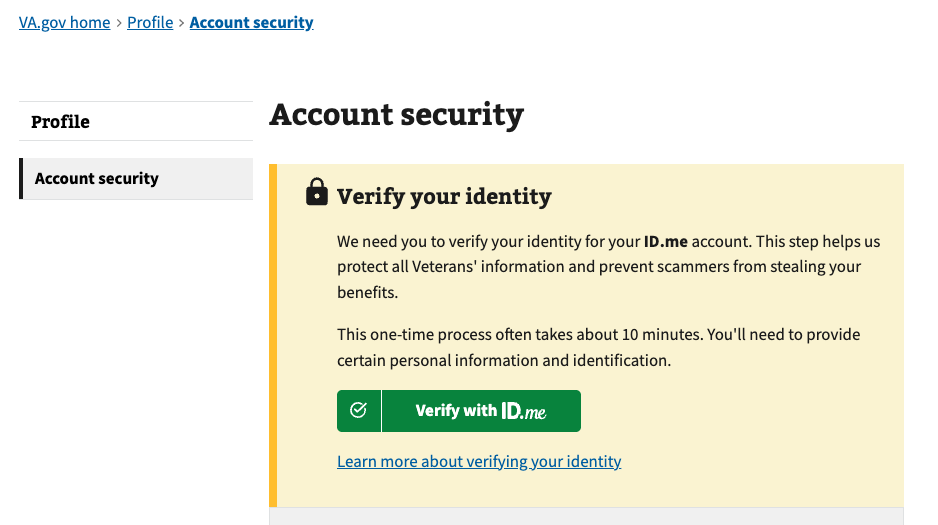 VA.gov home › Profile › Account security
Account security
Profile
Account security
Verify your identity
We need you to verify your identity for your ID.me account. This step helps us
protect all Veterans' information and prevent scammers from stealing your
benefits.
This one-time process often takes about 10 minutes. You'll need to provide
certain personal information and identification.
Verify with ID.me
Learn more about verifying your identity